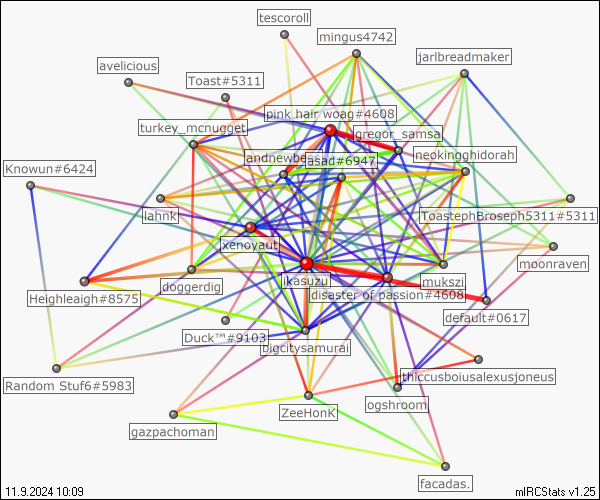 tescoroll
mingus4742
jarlbreadmaker
avelicious
Toast#5311
pink hair woag#4608
turkey_mcnugget
gregor_samsa
neokingghidorah
asad#6947
Knowun#6424
lahnk
ToastephBroseph5311#5311
xenoyaut
moonraven
doggerdig
ikasuzu
mukszi
Heighleaigh#8575
disaster of passion#4608
default#0617
Duck™#9103
bigcitysamurai
thiccusboiusalexusjoneus
Random Stuf6#5983
ZeeHonK
ogshroom
gazpachoman
facadas.
11.9.2024 10:09
mIRCStats v1.25